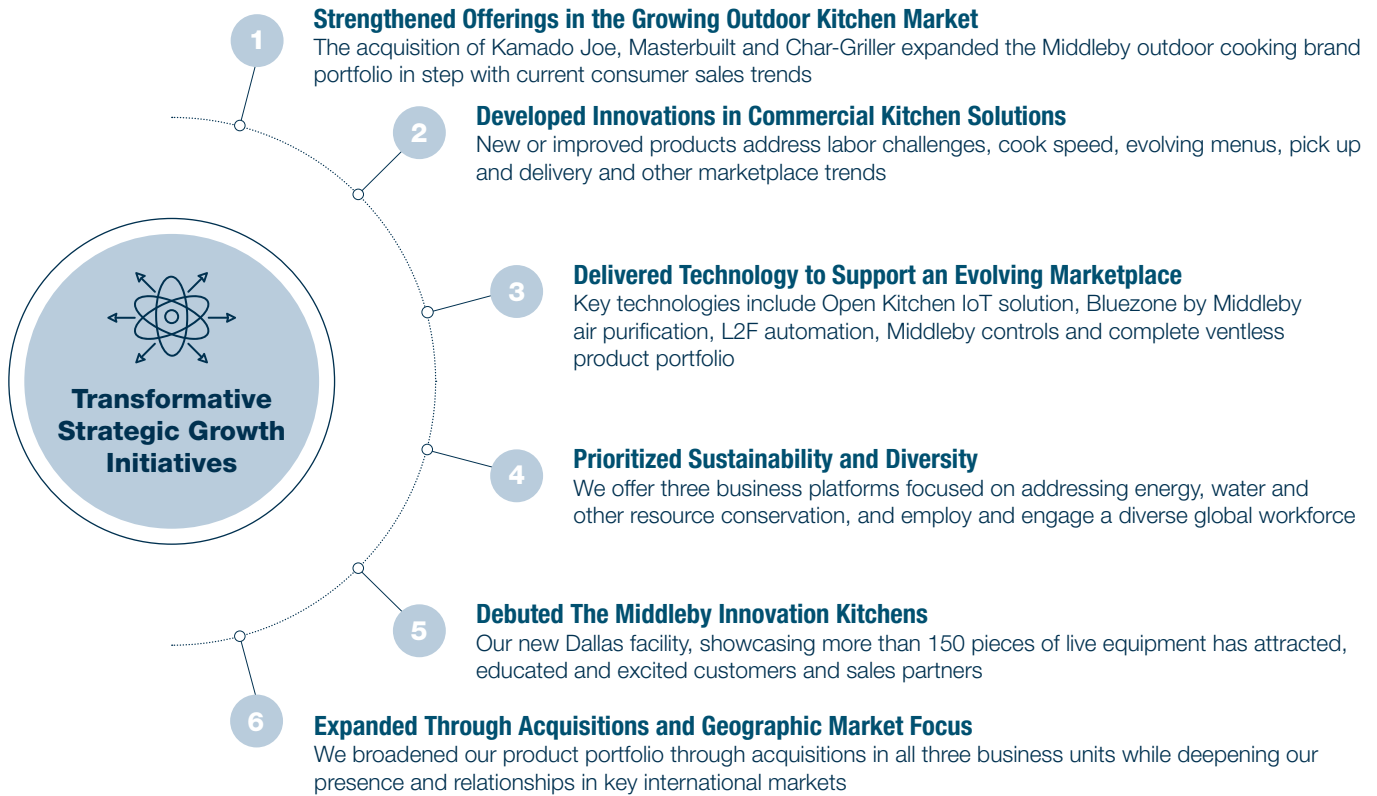 1
Strengthened Offerings in the Growing Outdoor Kitchen Market
The acquisition of Kamado Joe, Masterbuilt and Char-Griller expanded the Middleby outdoor cooking brand
portfolio in step with current consumer sales trends
2
Developed Innovations in Commercial Kitchen Solutions
New or improved products address labor challenges, cook speed, evolving menus, pick up
and delivery and other marketplace trends
3
Delivered Technology to Support an Evolving Marketplace
Key technologies include Open Kitchen IoT solution, Bluezone by Middleby
air purification, L2F automation, Middleby controls and complete ventless
product portfolio
Transformative
Strategic Growth
Initiatives
4
Prioritized Sustainability and Diversity
We offer three business platforms focused on addressing energy, water and
other resource conservation, and employ and engage a diverse global workforce
5
Debuted The Middleby Innovation Kitchens
Our new Dallas facility, showcasing more than 150 pieces of live equipment has attracted,
educated and excited customers and sales partners
6
Expanded Through Acquisitions and Geographic Market Focus
We broadened our product portfolio through acquisitions in all three business units while deepening our
presence and relationships in key international markets